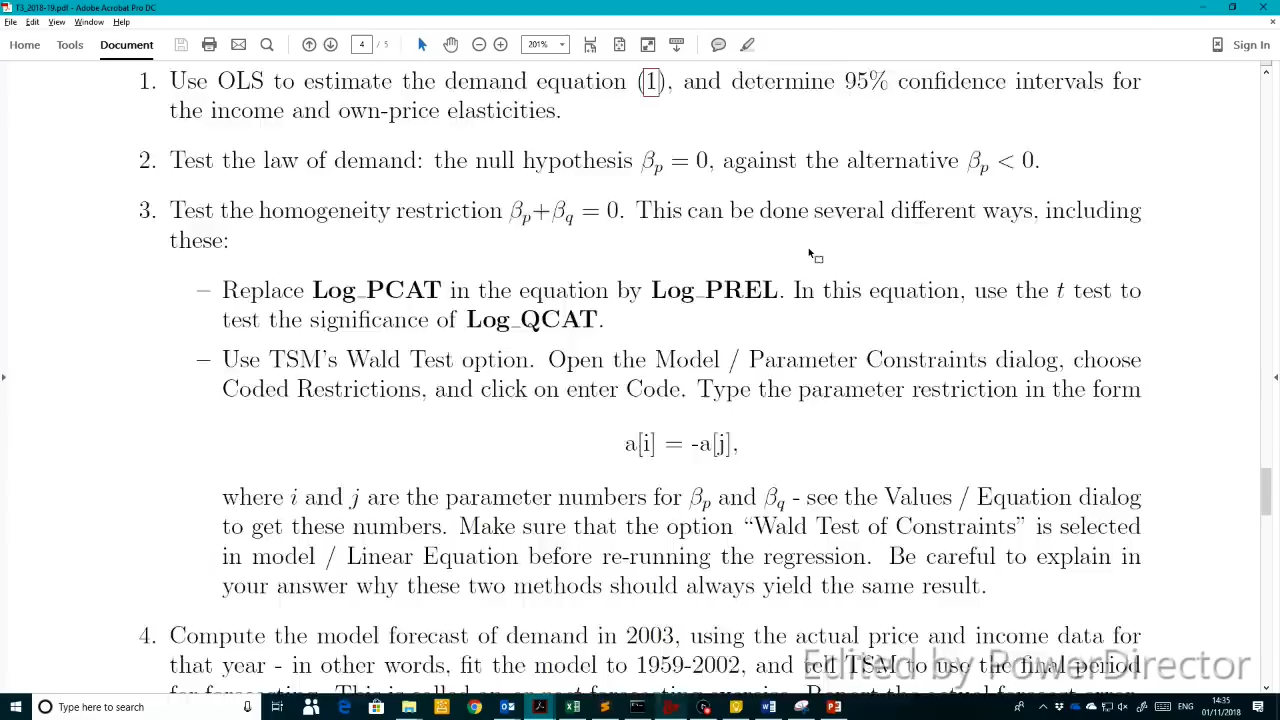 T3_2018-19.pdf - Adobe Acrobat Pro DC
File Edit View Window Help
Home Tools Document 4 / 5 201% Sign In
1. Use OLS to estimate the demand equation (1), and determine 95% confidence intervals for
the income and own-price elasticities.
2. Test the law of demand: the null hypothesis βp = 0, against the alternative βp < 0.
3. Test the homogeneity restriction βp+βq = 0. This can be done several different ways, including
these:
– Replace Log_PCAT in the equation by Log_PREL. In this equation, use the t test to
test the significance of Log_QCAT.
– Use TSM's Wald Test option. Open the Model / Parameter Constraints dialog, choose
Coded Restrictions, and click on enter Code. Type the parameter restriction in the form
a[i] = -a[j],
where i and j are the parameter numbers for βp and βq - see the Values / Equation dialog
to get these numbers. Make sure that the option “Wald Test of Constraints” is selected
in model / Linear Equation before re-running the regression. Be careful to explain in
your answer why these two methods should always yield the same result.
4. Compute the model forecast of demand in 2003, using the actual price and income data for
that year - in other words, fit the model to 1959-2002, and tell TSM to use the final period
Edited by PowerDirector
Type here to search
14:35
01/11/2018